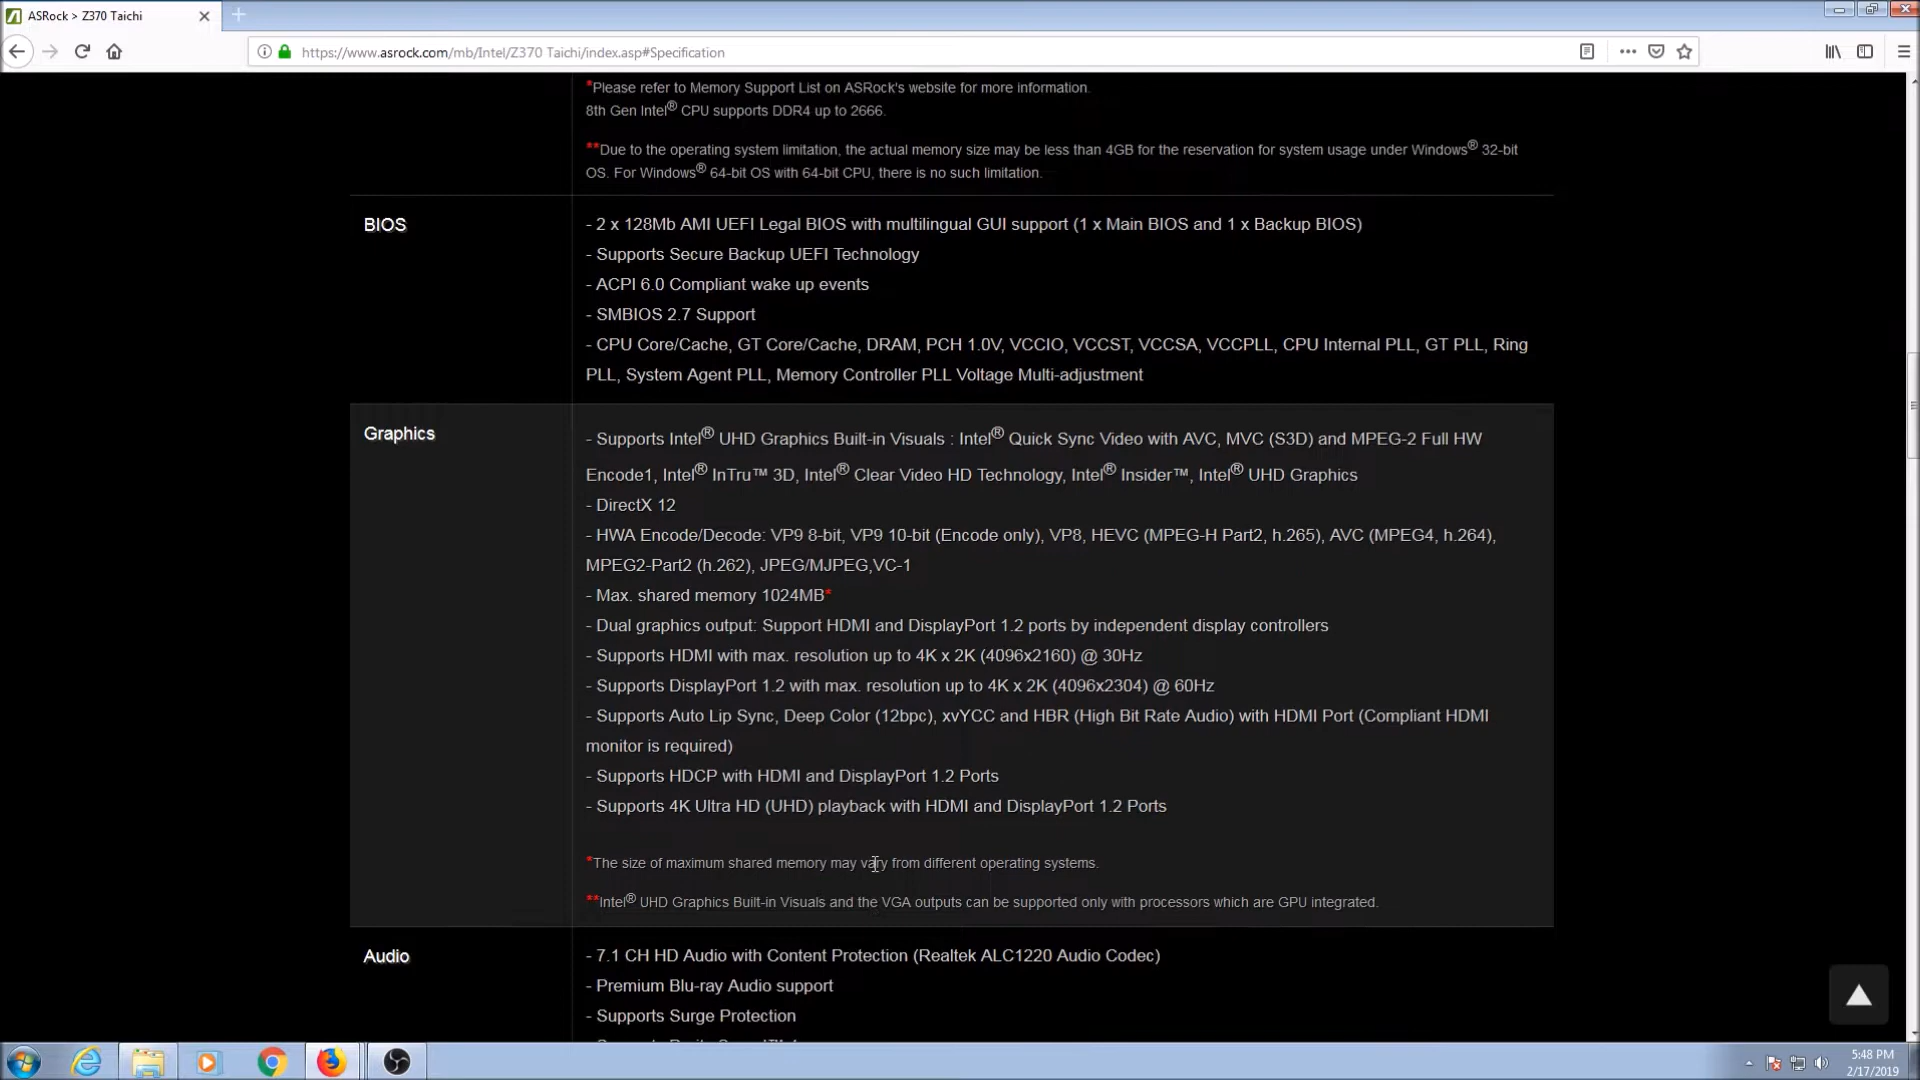 ASRock > Z370 Taichi
https://www.asrock.com/mb/Intel/Z370 Taichi/index.asp#Specification
*Please refer to Memory Support List on ASRock's website for more information.
8th Gen Intel® CPU supports DDR4 up to 2666.
**Due to the operating system limitation, the actual memory size may be less than 4GB for the reservation for system usage under Windows® 32-bit
OS. For Windows® 64-bit OS with 64-bit CPU, there is no such limitation.
BIOS
- 2 x 128Mb AMI UEFI Legal BIOS with multilingual GUI support (1 x Main BIOS and 1 x Backup BIOS)
- Supports Secure Backup UEFI Technology
- ACPI 6.0 Compliant wake up events
- SMBIOS 2.7 Support
- CPU Core/Cache, GT Core/Cache, DRAM, PCH 1.0V, VCCIO, VCCST, VCCSA, VCCPLL, CPU Internal PLL, GT PLL, Ring
PLL, System Agent PLL, Memory Controller PLL Voltage Multi-adjustment
Graphics
- Supports Intel® UHD Graphics Built-in Visuals : Intel® Quick Sync Video with AVC, MVC (S3D) and MPEG-2 Full HW
Encode1, Intel® InTru™ 3D, Intel® Clear Video HD Technology, Intel® Insider™, Intel® UHD Graphics
- DirectX 12
- HWA Encode/Decode: VP9 8-bit, VP9 10-bit (Encode only), VP8, HEVC (MPEG-H Part2, h.265), AVC (MPEG4, h.264),
MPEG2-Part2 (h.262), JPEG/MJPEG,VC-1
- Max. shared memory 1024MB*
- Dual graphics output: Support HDMI and DisplayPort 1.2 ports by independent display controllers
- Supports HDMI with max. resolution up to 4K x 2K (4096x2160) @ 30Hz
- Supports DisplayPort 1.2 with max. resolution up to 4K x 2K (4096x2304) @ 60Hz
- Supports Auto Lip Sync, Deep Color (12bpc), xvYCC and HBR (High Bit Rate Audio) with HDMI Port (Compliant HDMI
monitor is required)
- Supports HDCP with HDMI and DisplayPort 1.2 Ports
- Supports 4K Ultra HD (UHD) playback with HDMI and DisplayPort 1.2 Ports
*The size of maximum shared memory may vary from different operating systems.
**Intel® UHD Graphics Built-in Visuals and the VGA outputs can be supported only with processors which are GPU integrated.
Audio
- 7.1 CH HD Audio with Content Protection (Realtek ALC1220 Audio Codec)
- Premium Blu-ray Audio support
- Supports Surge Protection
5:48 PM
2/17/2019